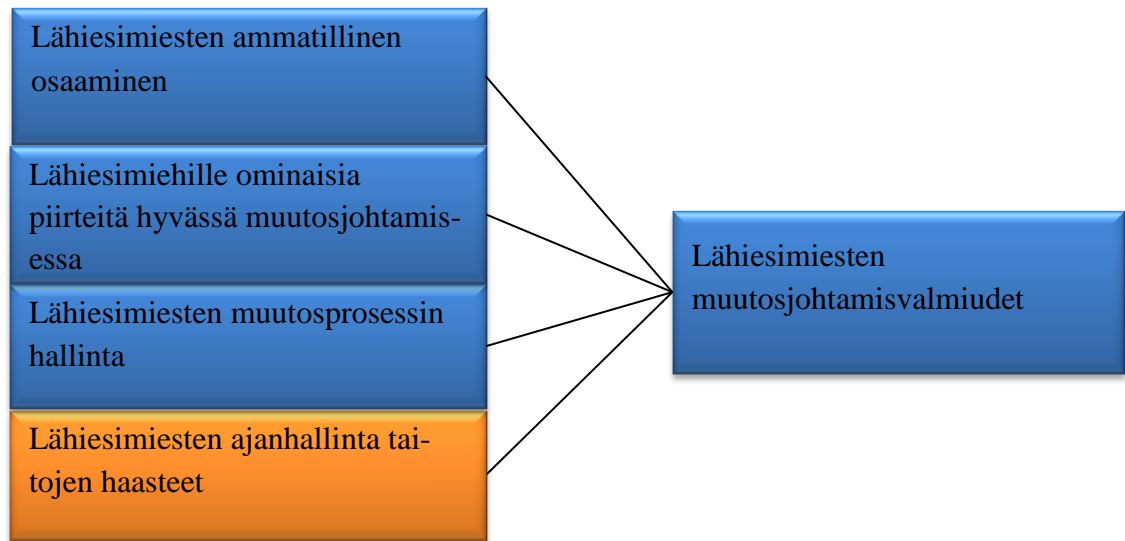 Lähiesimiesten ammatillinen
osaaminen
Lähiesimiehille ominaisia
piirteitä hyvässä muutosjohtamis-
essa
Lähiesimiesten muutosprosessin
hallinta
Lähiesimiesten ajanhallinta tai-
tojen haasteet
Lähiesimiesten
muutosjohtamisvalmiudet